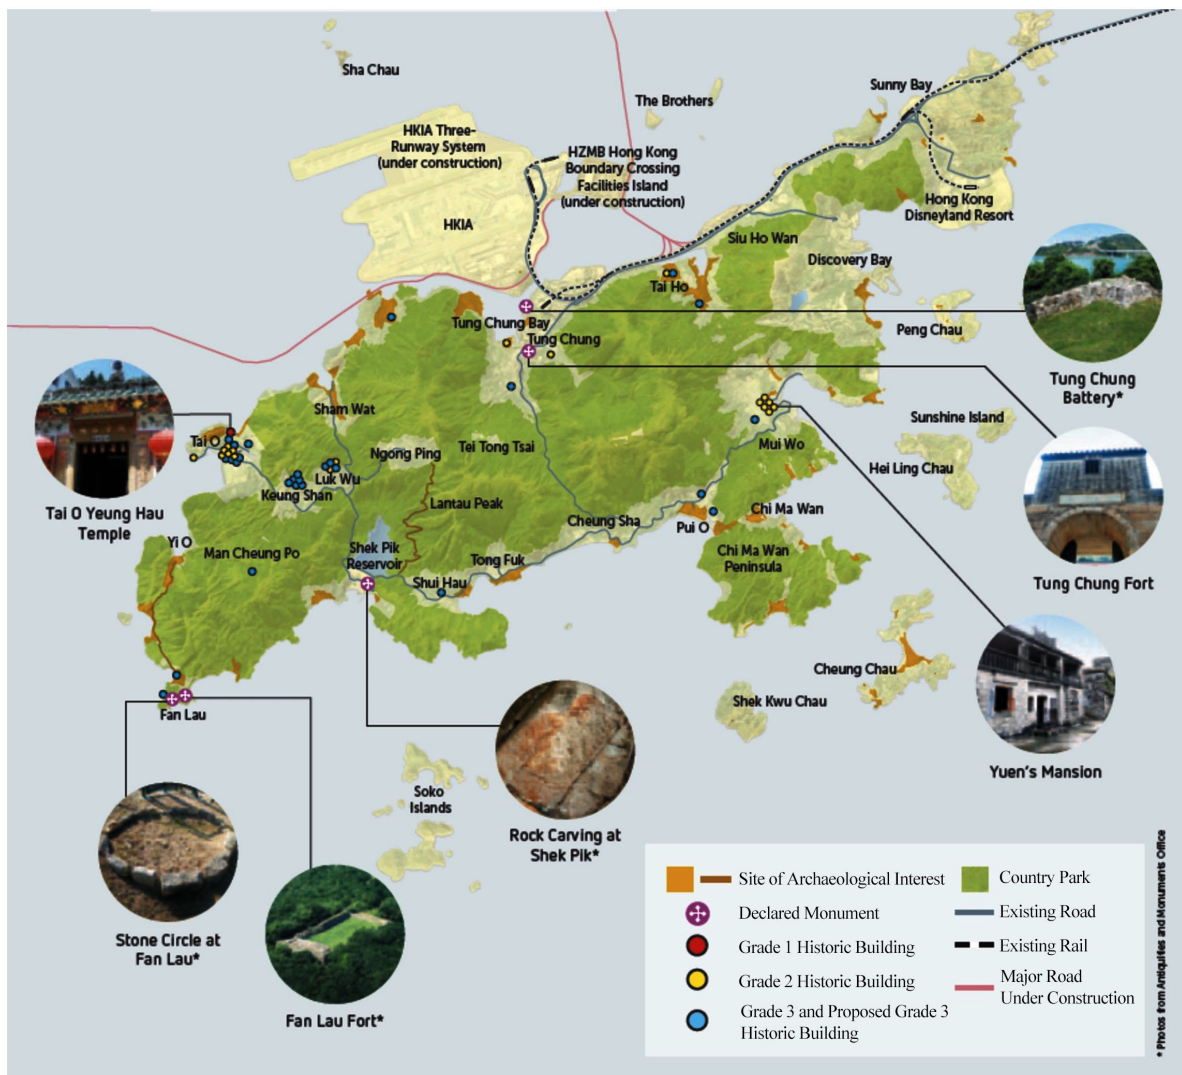 Sha Chau
The Brothers
Sunny Bay
HKIA Three-
Runway System
(under construction)
HZMB Hong Kong
Boundary Crossing
Facilities Island
(under construction)
Hong Kong
Disneyland Resort
HKIA
Siu Ho Wan
Discovery Bay
Tai Ho
Tung Chung Bay
Tung Chung
Peng Chau
Tung Chung
Battery*
Sham Wat
Sunshine Island
Tai O
Tei Tong Tsai
Mui Wo
Ngong Ping
Hei Ling Chau
Luk Wu
Keung Shan
Lantau Peak
Tai O Yeung Hau
Temple
Chi Ma Wan
Cheung Sha
Pui O
Yi O
Man Cheung Po
Shek Pik
Reservoir
Chi Ma Wan
Peninsula
Tong Fuk
Shui Hau
Tung Chung Fort
Cheung Chau
Shek Kwu Chau
Fan Lau
Yuen's Mansion
Soko
Islands
Rock Carving at
Shek Pik*
Stone Circle at
Fan Lau*
Fan Lau Fort*
Site of Archaeological Interest
Declared Monument
Grade 1 Historic Building
Grade 2 Historic Building
Grade 3 and Proposed Grade 3
Historic Building
Country Park
Existing Road
Existing Rail
Major Road
Under Construction
* Photos from Antiquities and Monuments Office